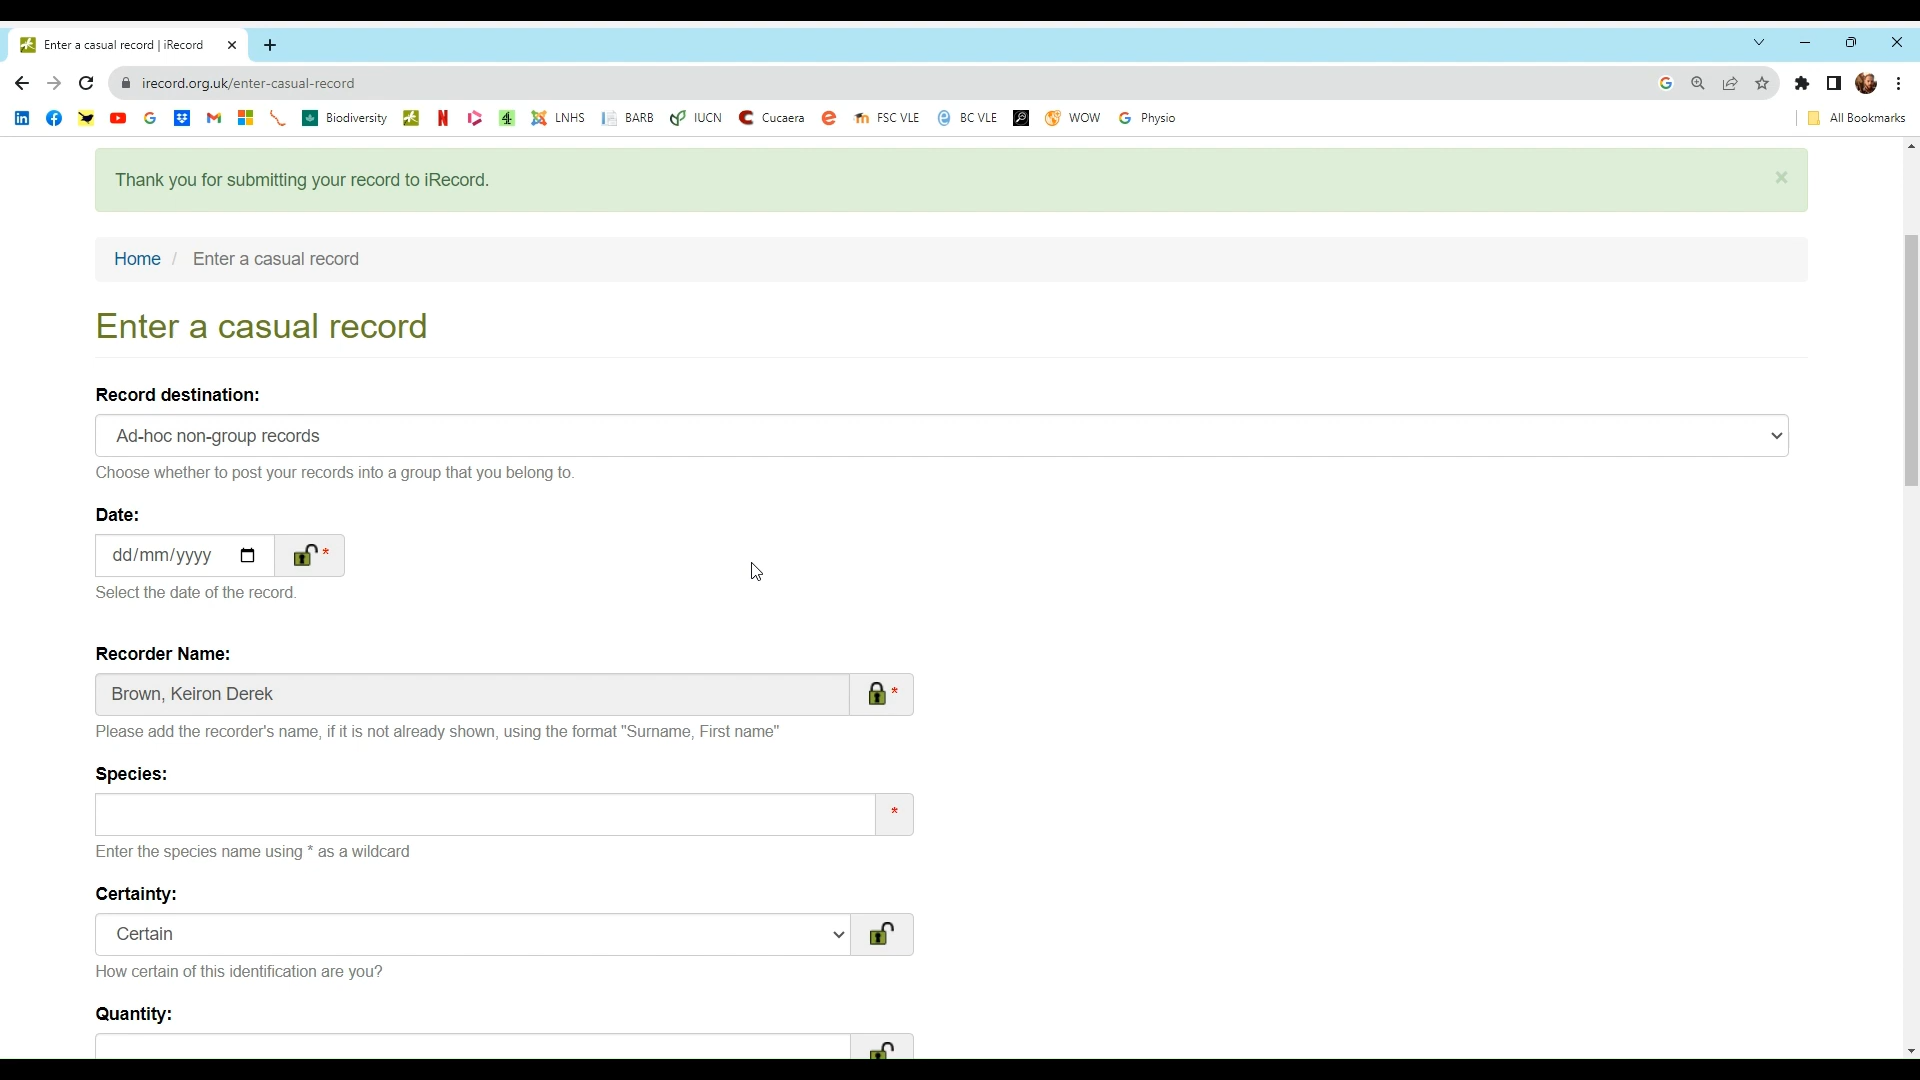 Enter a casual record | iRecord
irecord.org.uk/enter-casual-record
Biodiversity LNHS BARB IUCN Cucaera FSC VLE BC VLE WOW Physio All Bookmarks
Thank you for submitting your record to iRecord.
Home / Enter a casual record
Enter a casual record
Record destination:
Ad-hoc non-group records
Choose whether to post your records into a group that you belong to.
Date:
dd/mm/yyyy *
Select the date of the record.
Recorder Name:
Brown, Keiron Derek *
Please add the recorder's name, if it is not already shown, using the format "Surname, First name"
Species:
*
Enter the species name using * as a wildcard
Certainty:
Certain
How certain of this identification are you?
Quantity: